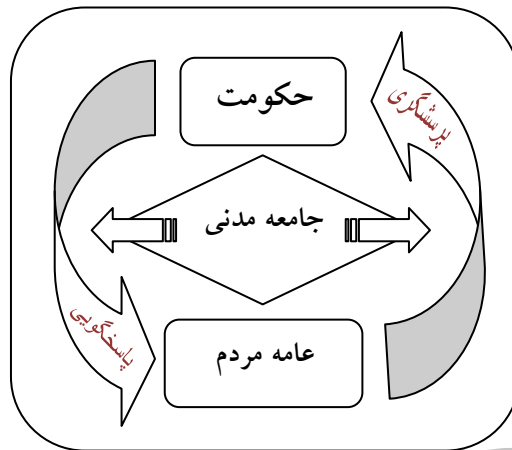 حکومت
پرسشگری
جامعه مدنی
پاسخگویی
عامه مردم